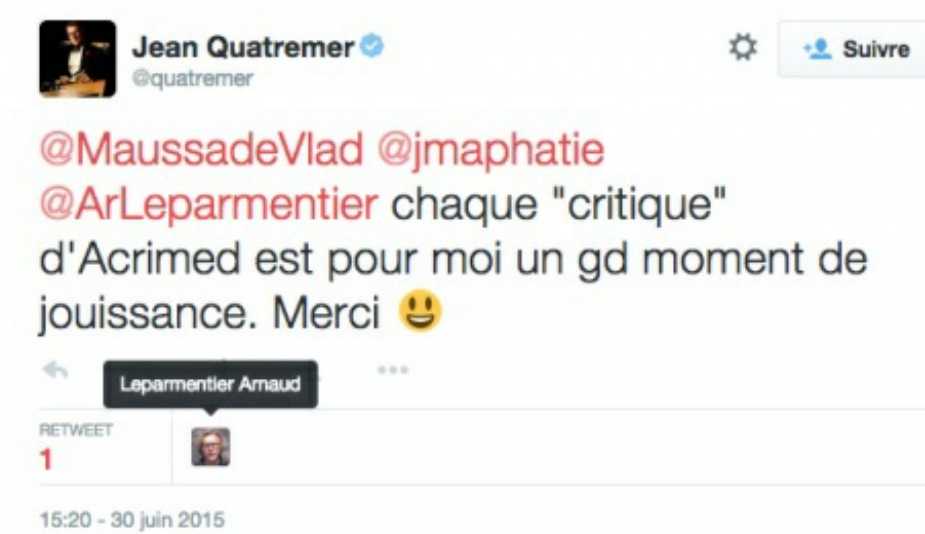 Jean Quatremer
@quatremer
Suivre
@MaussadeVlad @jmaphatie
@ArLeparmentier chaque "critique"
d'Acrimed est pour moi un gd moment de
jouissance. Merci 😃
Leparmentier Arnaud
RETWEET
1
15:20 - 30 juin 2015